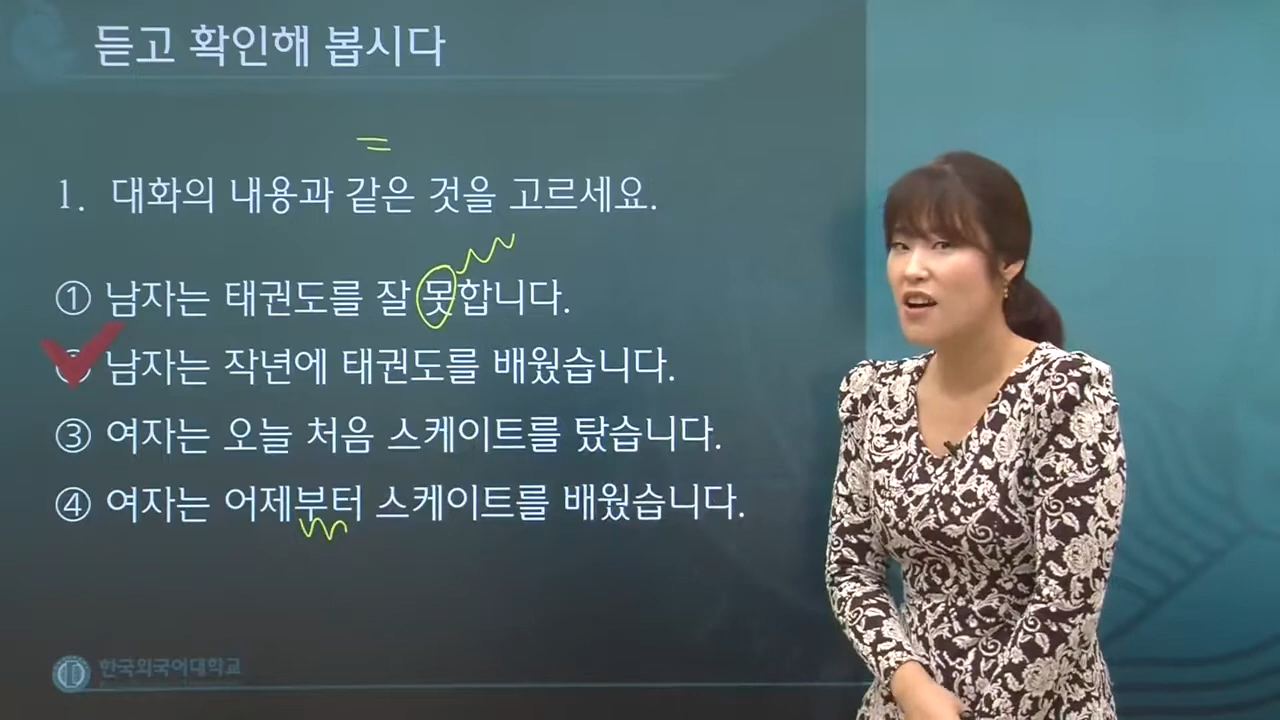 듣고 확인해 봅시다
1. 대화의 내용과 같은 것을 고르세요.
① 남자는 태권도를 잘 못합니다.
남자는 작년에 태권도를 배웠습니다.
③ 여자는 오늘 처음 스케이트를 탔습니다.
④ 여자는 어제부터 스케이트를 배웠습니다.
한국외국어대학교